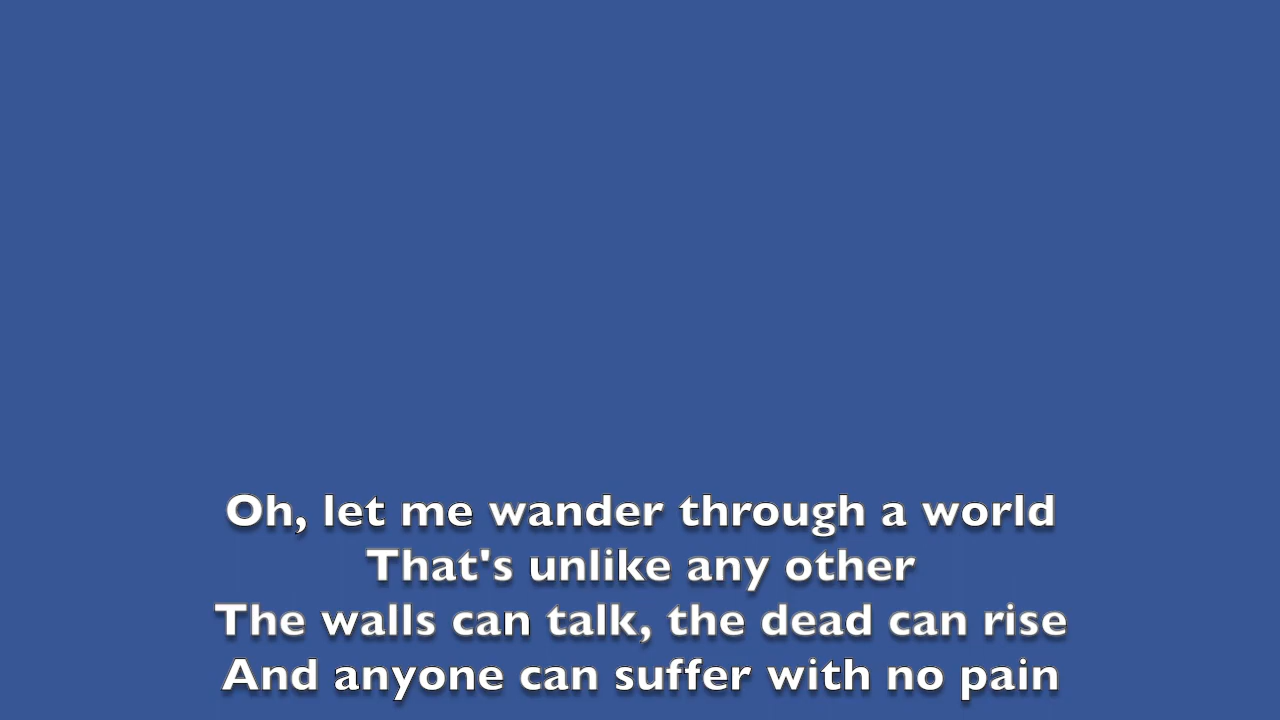 Oh, let me wander through a world
That's unlike any other
The walls can talk, the dead can rise
And anyone can suffer with no pain